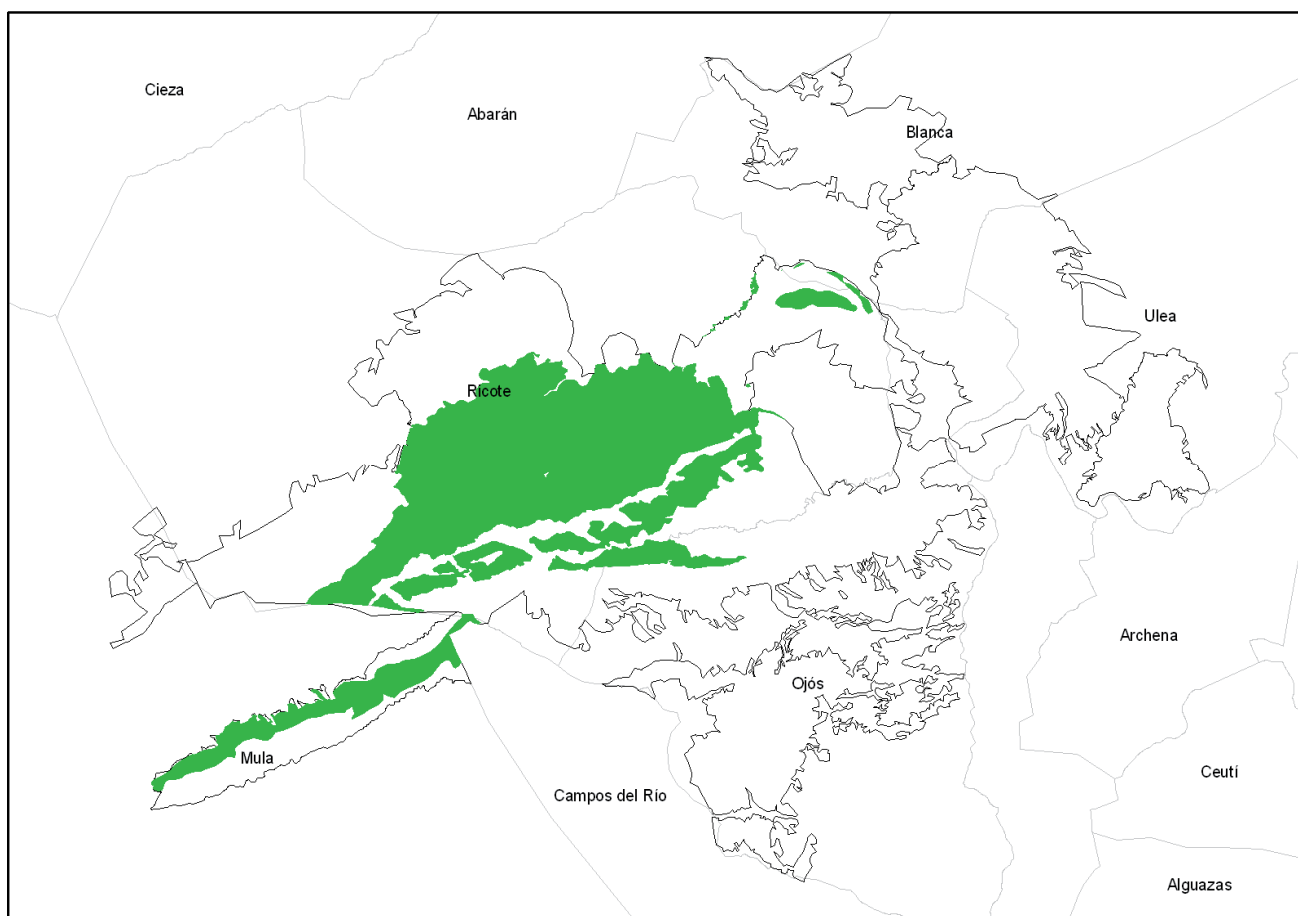 Cieza
Abarán
Blanca
Ulea
Ricote
Archena
Ojós
Mula
Ceutí
Campos del Río
Alguazas